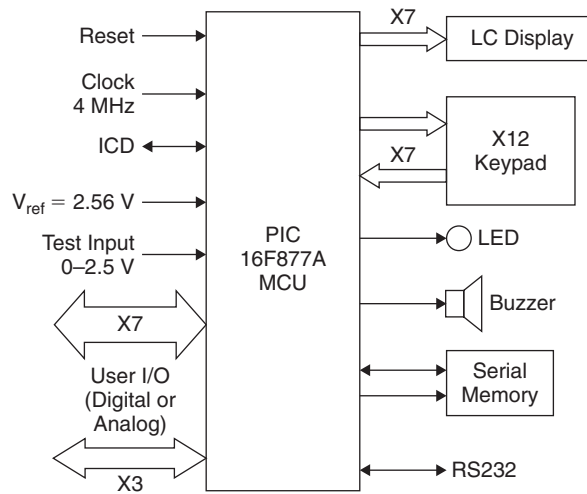 Reset
Clock
4 MHz
ICD
Vref = 2.56 V
Test Input
0–2.5 V
X7
User I/O
(Digital or
Analog)
X3
PIC
16F877A
MCU
X7
LC Display
X7
X12
Keypad
LED
Buzzer
Serial
Memory
RS232